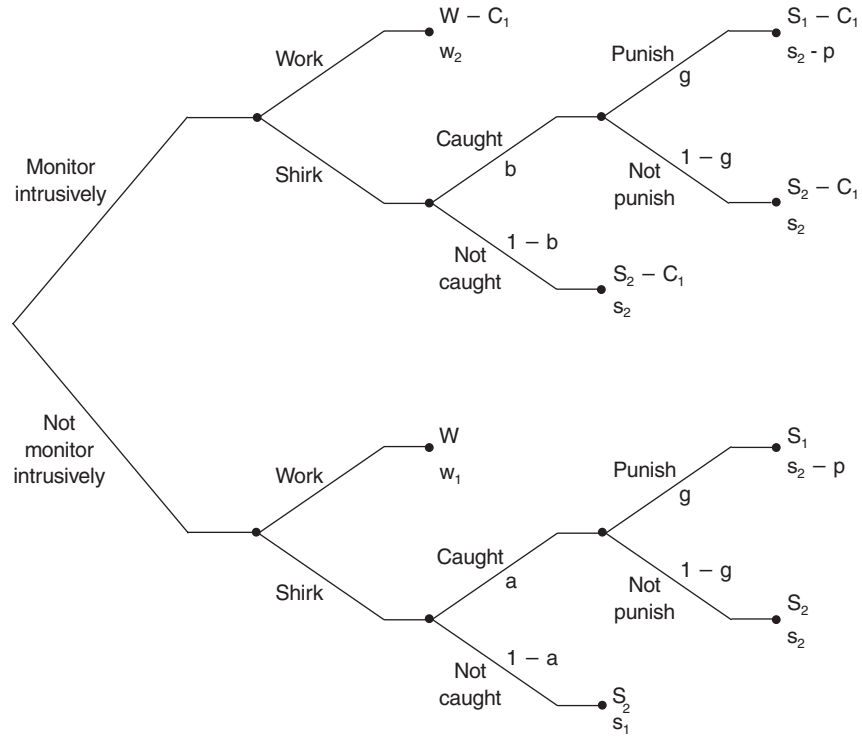 W – C₁
w₂
Work
S₁ – C₁
s₂ - p
Punish
g
Caught
b
Monitor
intrusively
Shirk
1 – g
Not
punish
S₂ – C₁
s₂
1 – b
Not
caught
S₂ – C₁
s₂
Not
monitor
intrusively
W
w₁
Work
S₁
s₂ – p
Punish
g
Caught
a
Shirk
1 – g
Not
punish
S₂
s₂
1 – a
Not
caught
S₂
s₁